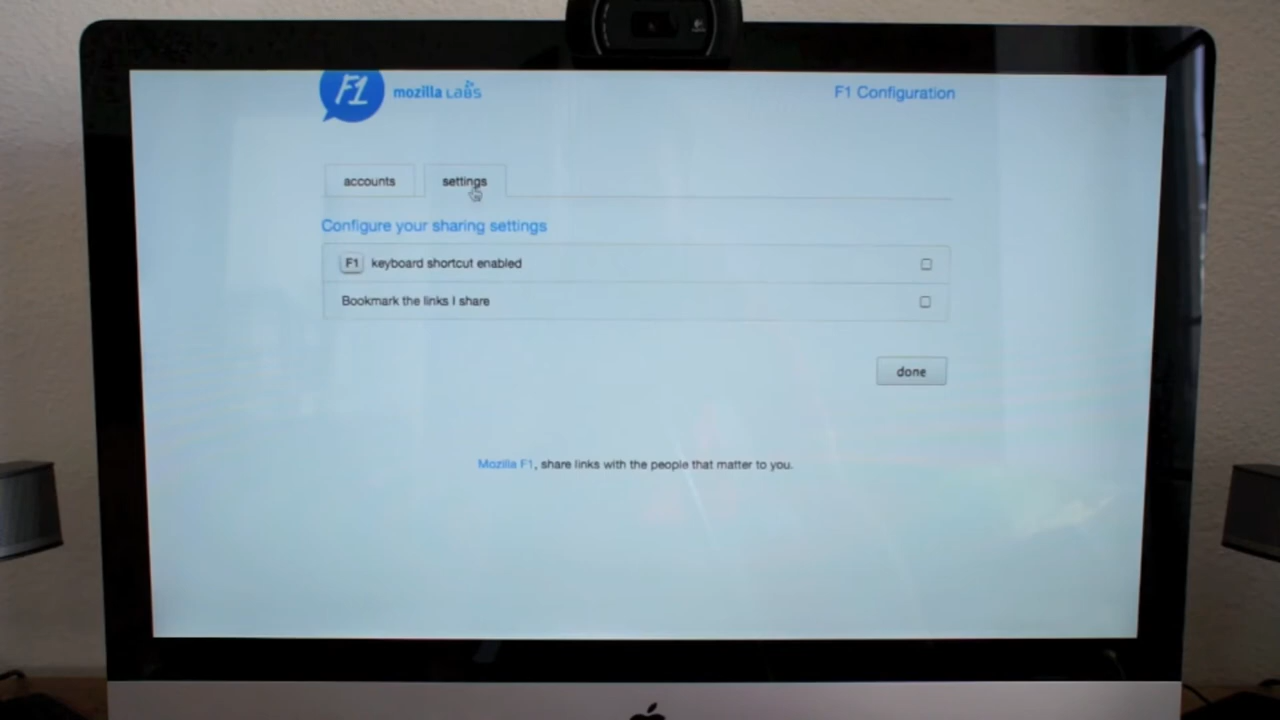 F1 mozilla LABS
F1 Configuration
accounts
settings
Configure your sharing settings
F1 keyboard shortcut enabled
Bookmark the links I share
done
Mozilla F1, share links with the people that matter to you.